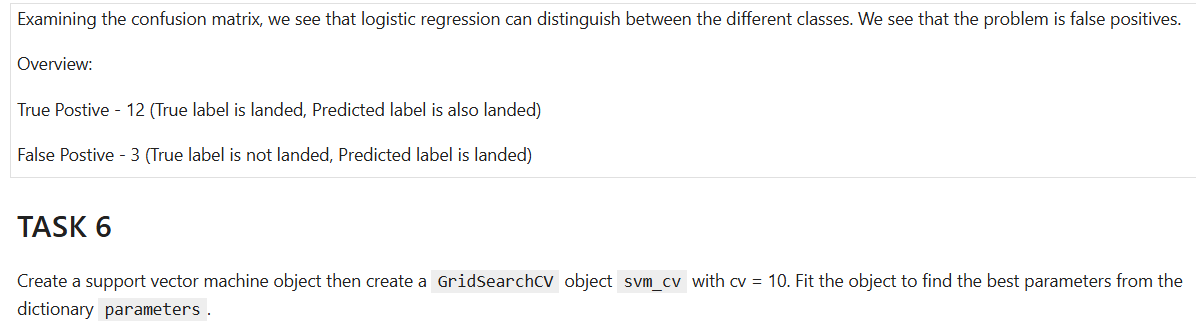 Examining the confusion matrix, we see that logistic regression can distinguish between the different classes. We see that the problem is false positives.
Overview:
True Postive - 12 (True label is landed, Predicted label is also landed)
False Postive - 3 (True label is not landed, Predicted label is landed)
TASK 6
Create a support vector machine object then create a GridSearchCV object svm_cv with cv = 10. Fit the object to find the best parameters from the
dictionary parameters .